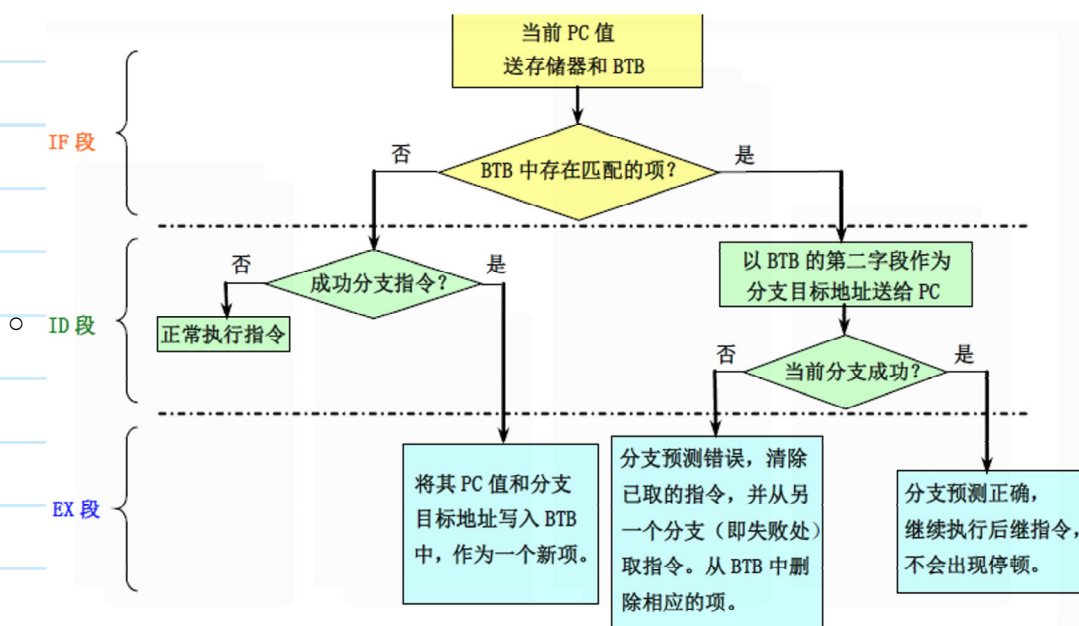 当前 PC 值
送存储器和 BTB
IF 段
否
BTB 中存在匹配的项?
是
否
成功分支指令?
是
以 BTB 的第二字段作为
分支目标地址送给 PC
ID 段
正常执行指令
否
当前分支成功?
是
EX 段
将其 PC 值和分支
目标地址写入 BTB
中，作为一个新项。
分支预测错误，清除
已取的指令，并从另
一个分支（即失败处）
取指令。从 BTB 中删
除相应的项。
分支预测正确，
继续执行后继指令，
不会出现停顿。